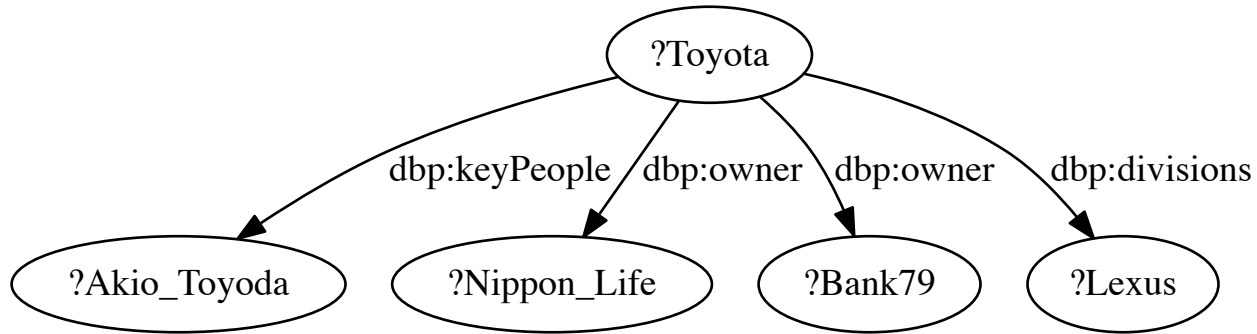 ?Toyota
dbp:keyPeople dbp:owner dbp:owner dbp:divisions
?Akio_Toyoda ?Nippon_Life ?Bank79 ?Lexus